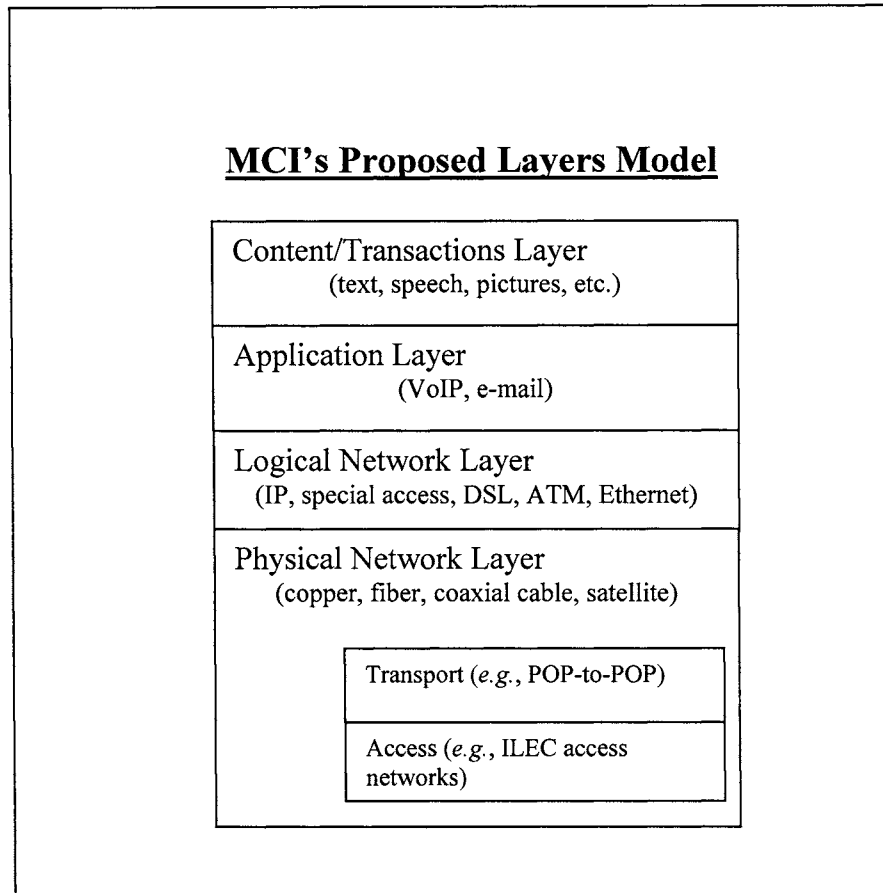 MCI's Proposed Layers Model
Content/Transactions Layer
(text, speech, pictures, etc.)
Application Layer
(VoIP, e-mail)
Logical Network Layer
(IP, special access, DSL, ATM, Ethernet)
Physical Network Layer
(copper, fiber, coaxial cable, satellite)
Transport (e.g., POP-to-POP)
Access (e.g., ILEC access
networks)